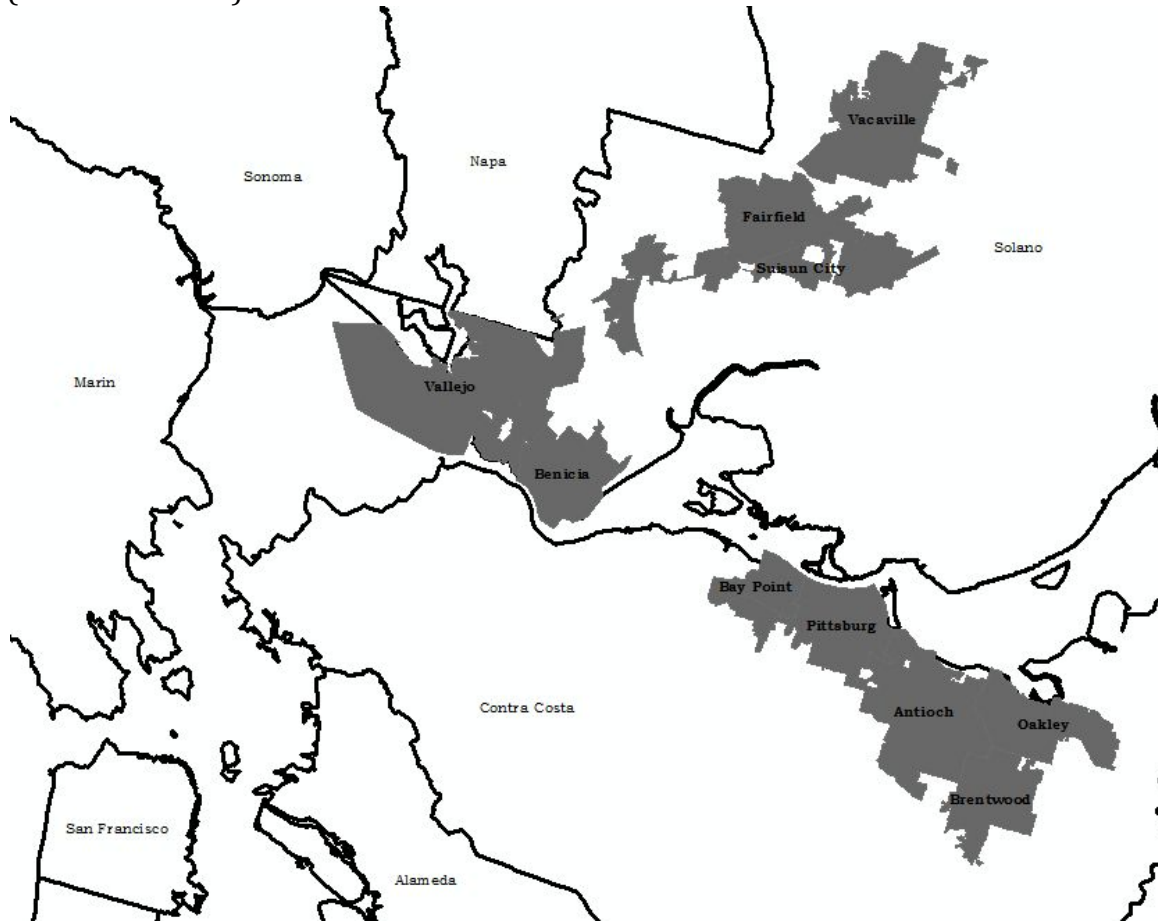 Vacaville
Sonoma
Napa
Fairfield
Solano
Suisun City
Marin
Vallejo
Benicia
Bay Point
Pittsburg
Contra Costa
Antioch
Oakley
Brentwood
San Francisco
Alameda